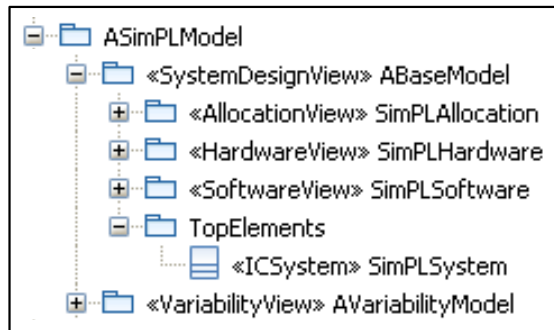 ASimPLModel
«SystemDesignView» ABaseModel
«AllocationView» SimPLAllocation
«HardwareView» SimPLHardware
«SoftwareView» SimPLSoftware
TopElements
«ICSystem» SimPLSystem
«VariabilityView» AVariabilityModel